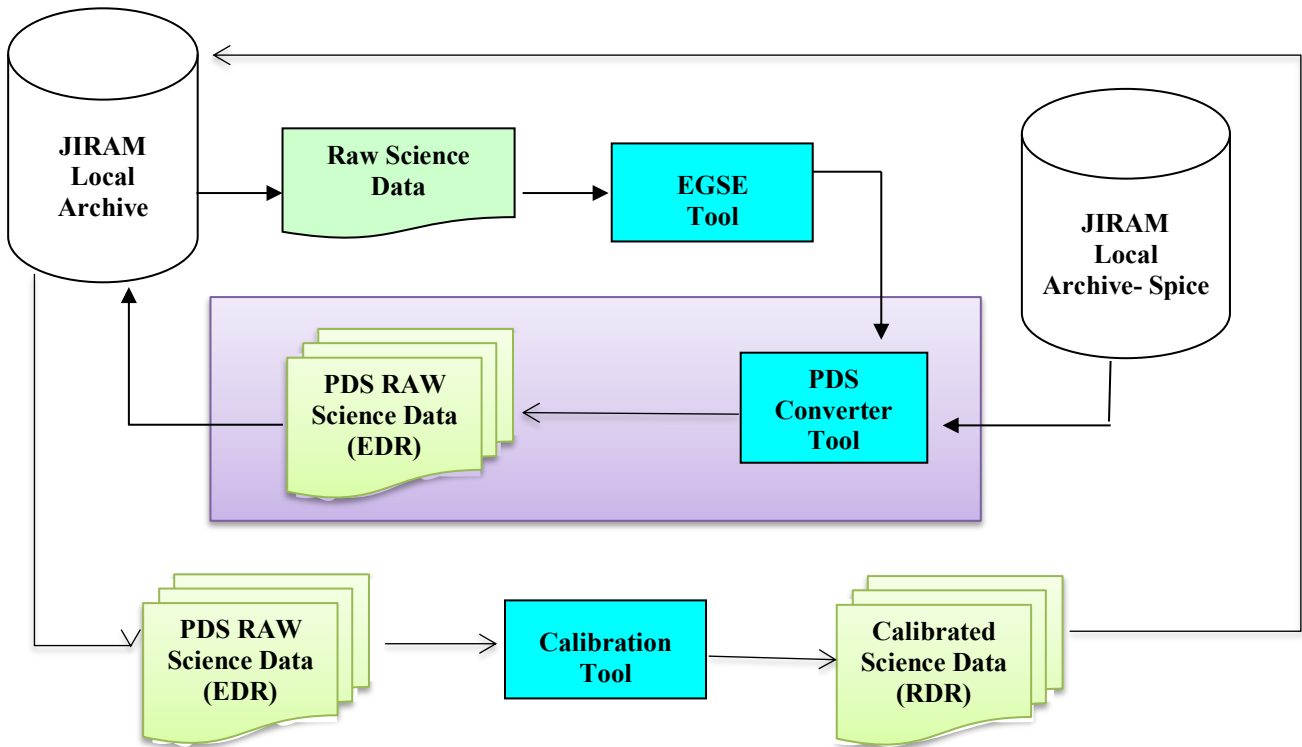 JIRAM
Local
Archive
Raw Science
Data
EGSE
Tool
JIRAM
Local
Archive- Spice
PDS RAW
Science Data
(EDR)
PDS
Converter
Tool
PDS RAW
Science Data
(EDR)
Calibration
Tool
Calibrated
Science Data
(RDR)